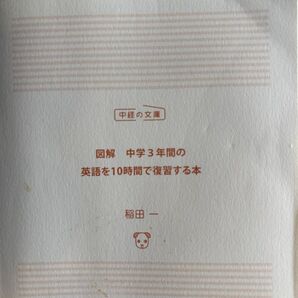 中経の文庫
図解　中学３年間の
英語を10時間で復習する本
稲田 一